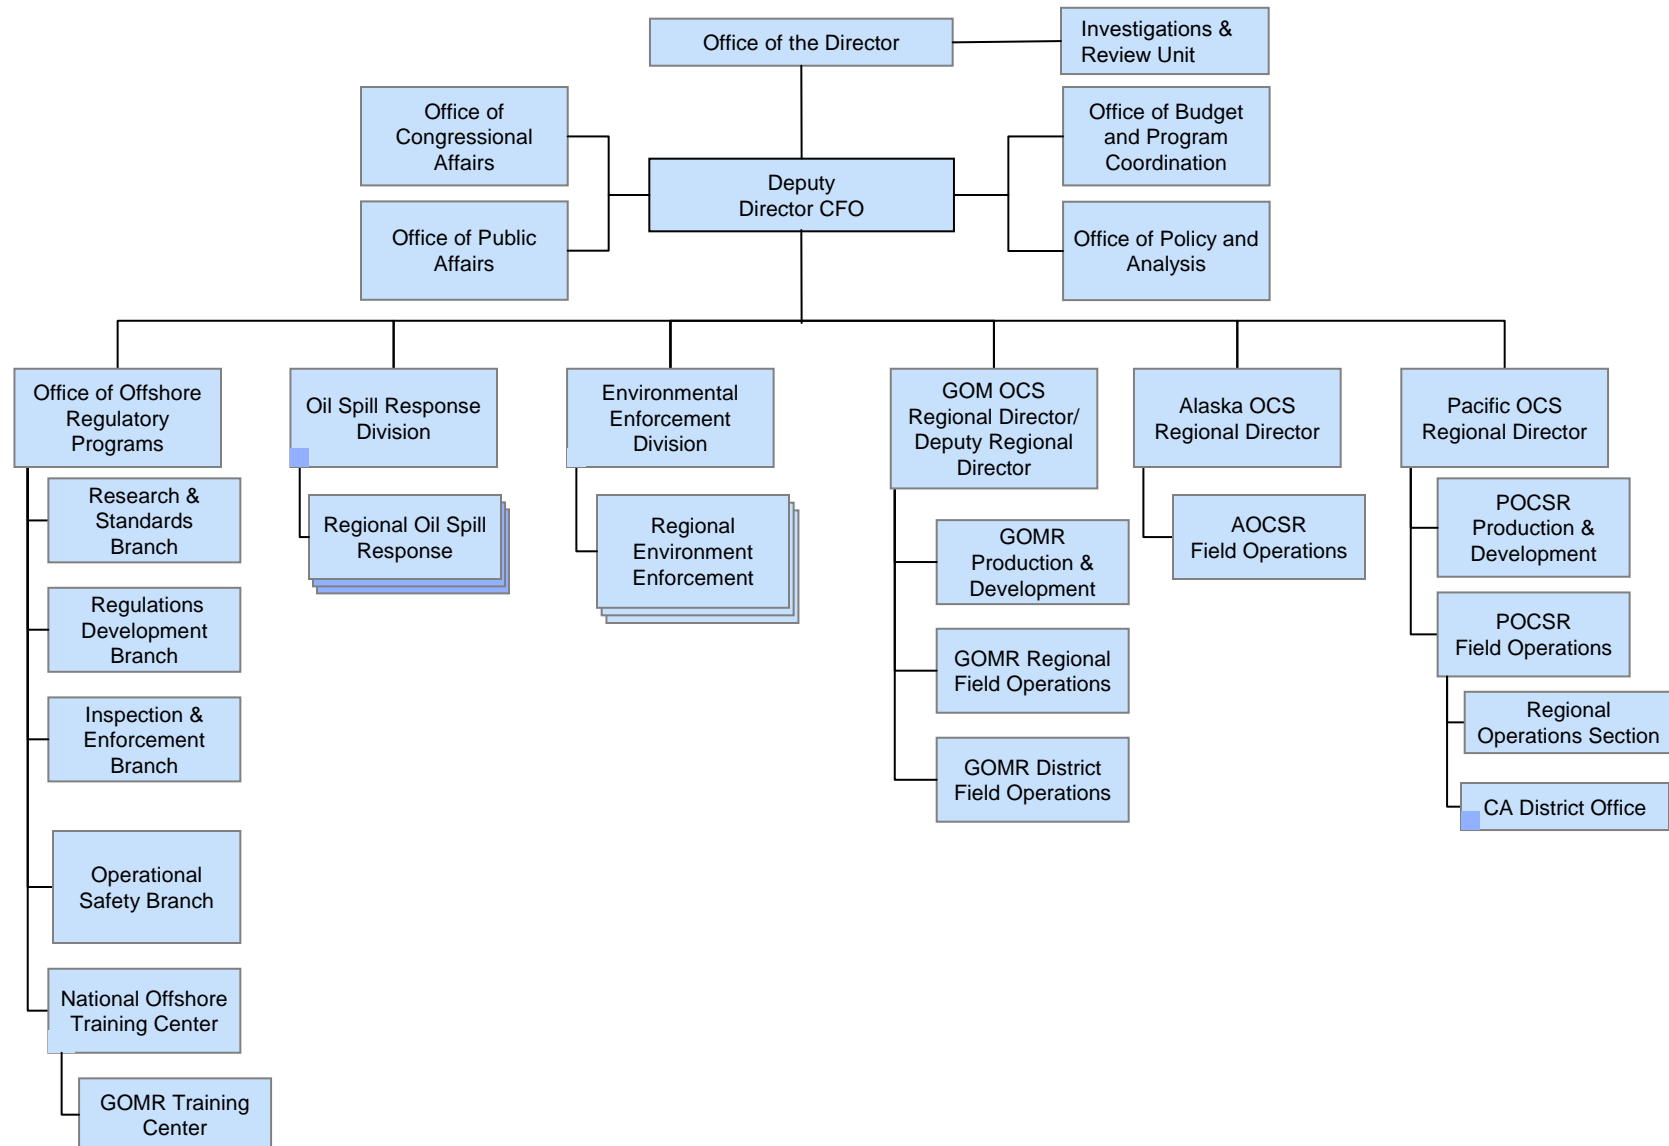 Office of the Director
Investigations &
Review Unit
Office of
Congressional
Affairs
Office of Budget
and Program
Coordination
Deputy
Director CFO
Office of Public
Affairs
Office of Policy and
Analysis
Office of Offshore
Regulatory
Programs
Oil Spill Response
Division
Environmental
Enforcement
Division
GOM OCS
Regional Director/
Deputy Regional
Director
Alaska OCS
Regional Director
Pacific OCS
Regional Director
Research &
Standards
Branch
Regulations
Development
Branch
Inspection &
Enforcement
Branch
Operational
Safety Branch
National Offshore
Training Center
GOMR Training
Center
Regional Oil Spill
Response
Regional
Environment
Enforcement
GOMR
Production &
Development
GOMR Regional
Field Operations
GOMR District
Field Operations
AOCSR
Field Operations
POCSR
Production &
Development
POCSR
Field Operations
Regional
Operations Section
CA District Office